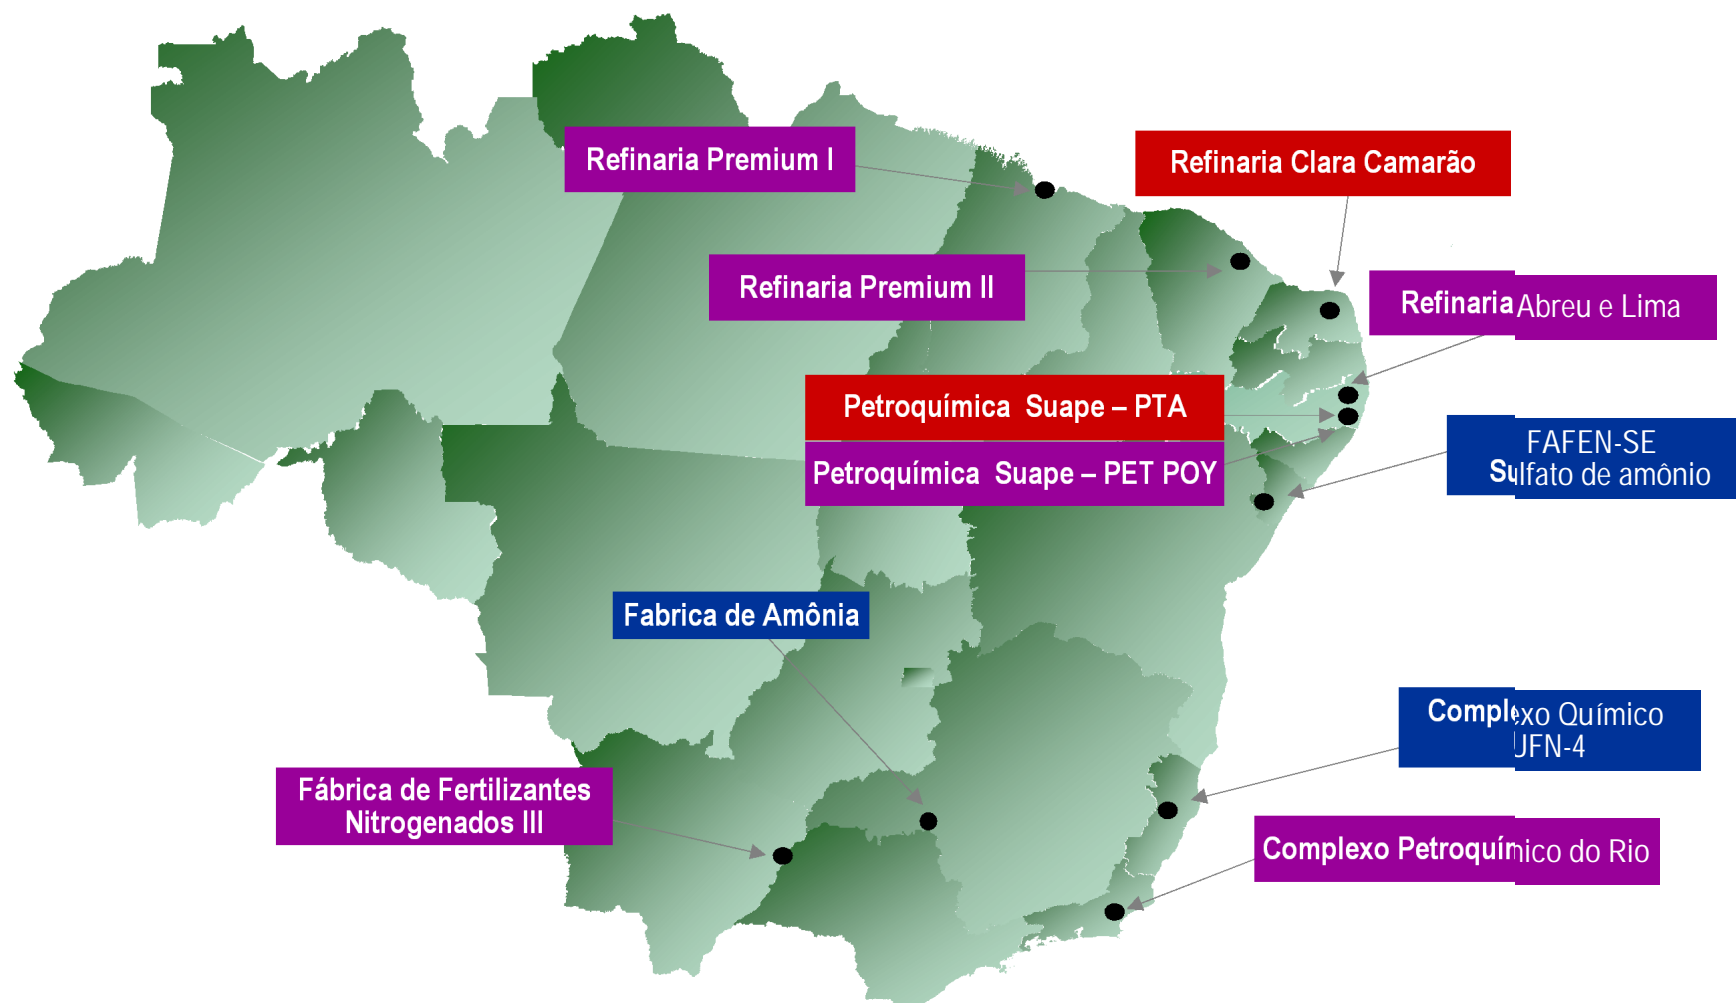 Refinaria Premium I
Refinaria Clara Camarão
Refinaria Premium II
Refinaria Abreu e Lima
Petroquímica Suape – PTA
Petroquímica Suape – PET POY
FAFEN-SE
Sulfato de amônio
Fabrica de Amônia
Complexo Químico
UFN-4
Fábrica de Fertilizantes
Nitrogenados III
Complexo Petroquímico do Rio